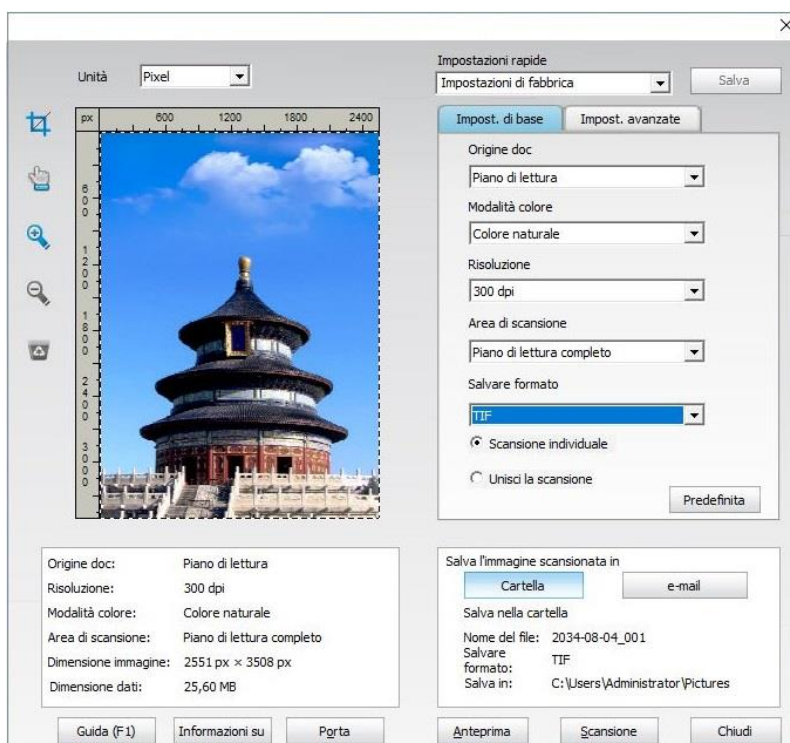 Impostazioni rapide
Unità Pixel
Impostazioni di fabbrica Salva
px 600 1200 1800 2400
600
1200
1800
2400
3000
Impost. di base Impost. avanzate
Origine doc
Piano di lettura
Modalità colore
Colore naturale
Risoluzione
300 dpi
Area di scansione
Piano di lettura completo
Salvare formato
TIF
Scansione individuale
Unisci la scansione
Predefinita
Origine doc: Piano di lettura
Risoluzione: 300 dpi
Modalità colore: Colore naturale
Area di scansione: Piano di lettura completo
Dimensione immagine: 2551 px × 3508 px
Dimensione dati: 25,60 MB
Salva l'immagine scansionata in
Cartella e-mail
Salva nella cartella
Nome del file: 2034-08-04_001
Salvare
formato: TIF
Salva in: C:\Users\Administrator\Pictures
Guida (F1) Informazioni su Porta Anteprima Scansione Chiudi